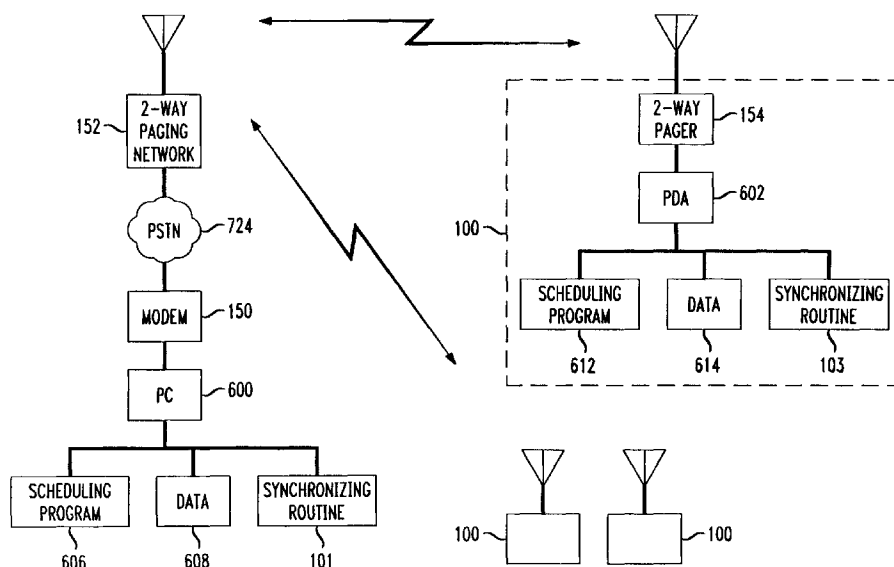 152
2-WAY
PAGING
NETWORK
PSTN
724
MODEM
150
PC
600
SCHEDULING
PROGRAM
606
DATA
608
SYNCHRONIZING
ROUTINE
101
2-WAY
PAGER
154
PDA
602
100
SCHEDULING
PROGRAM
612
DATA
614
SYNCHRONIZING
ROUTINE
103
100
100